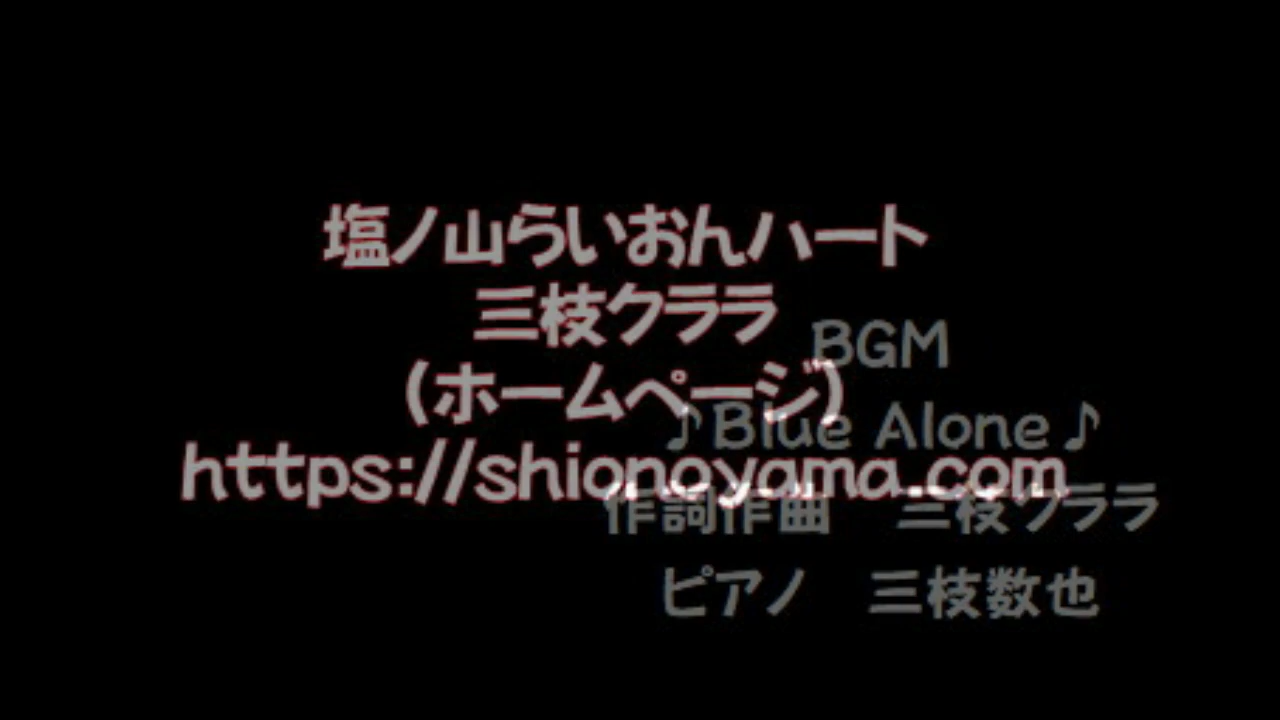 塩ノ山らいおんハート
三枝クララ
(ホームページ)
https://shionoyama.com
BGM
♪Blue Alone♪
作詞作曲　三枝クララ
ピアノ　三枝数也